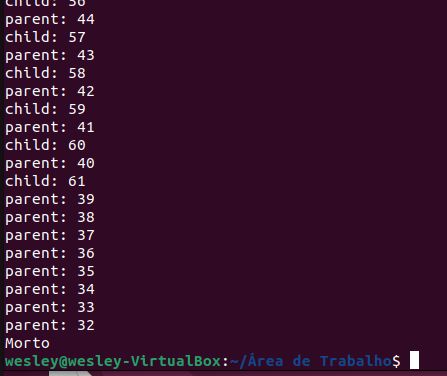 child: 56
parent: 44
child: 57
parent: 43
child: 58
parent: 42
child: 59
parent: 41
child: 60
parent: 40
child: 61
parent: 39
parent: 38
parent: 37
parent: 36
parent: 35
parent: 34
parent: 33
parent: 32
Morto
wesley@wesley-VirtualBox:~/Área de Trabalho$